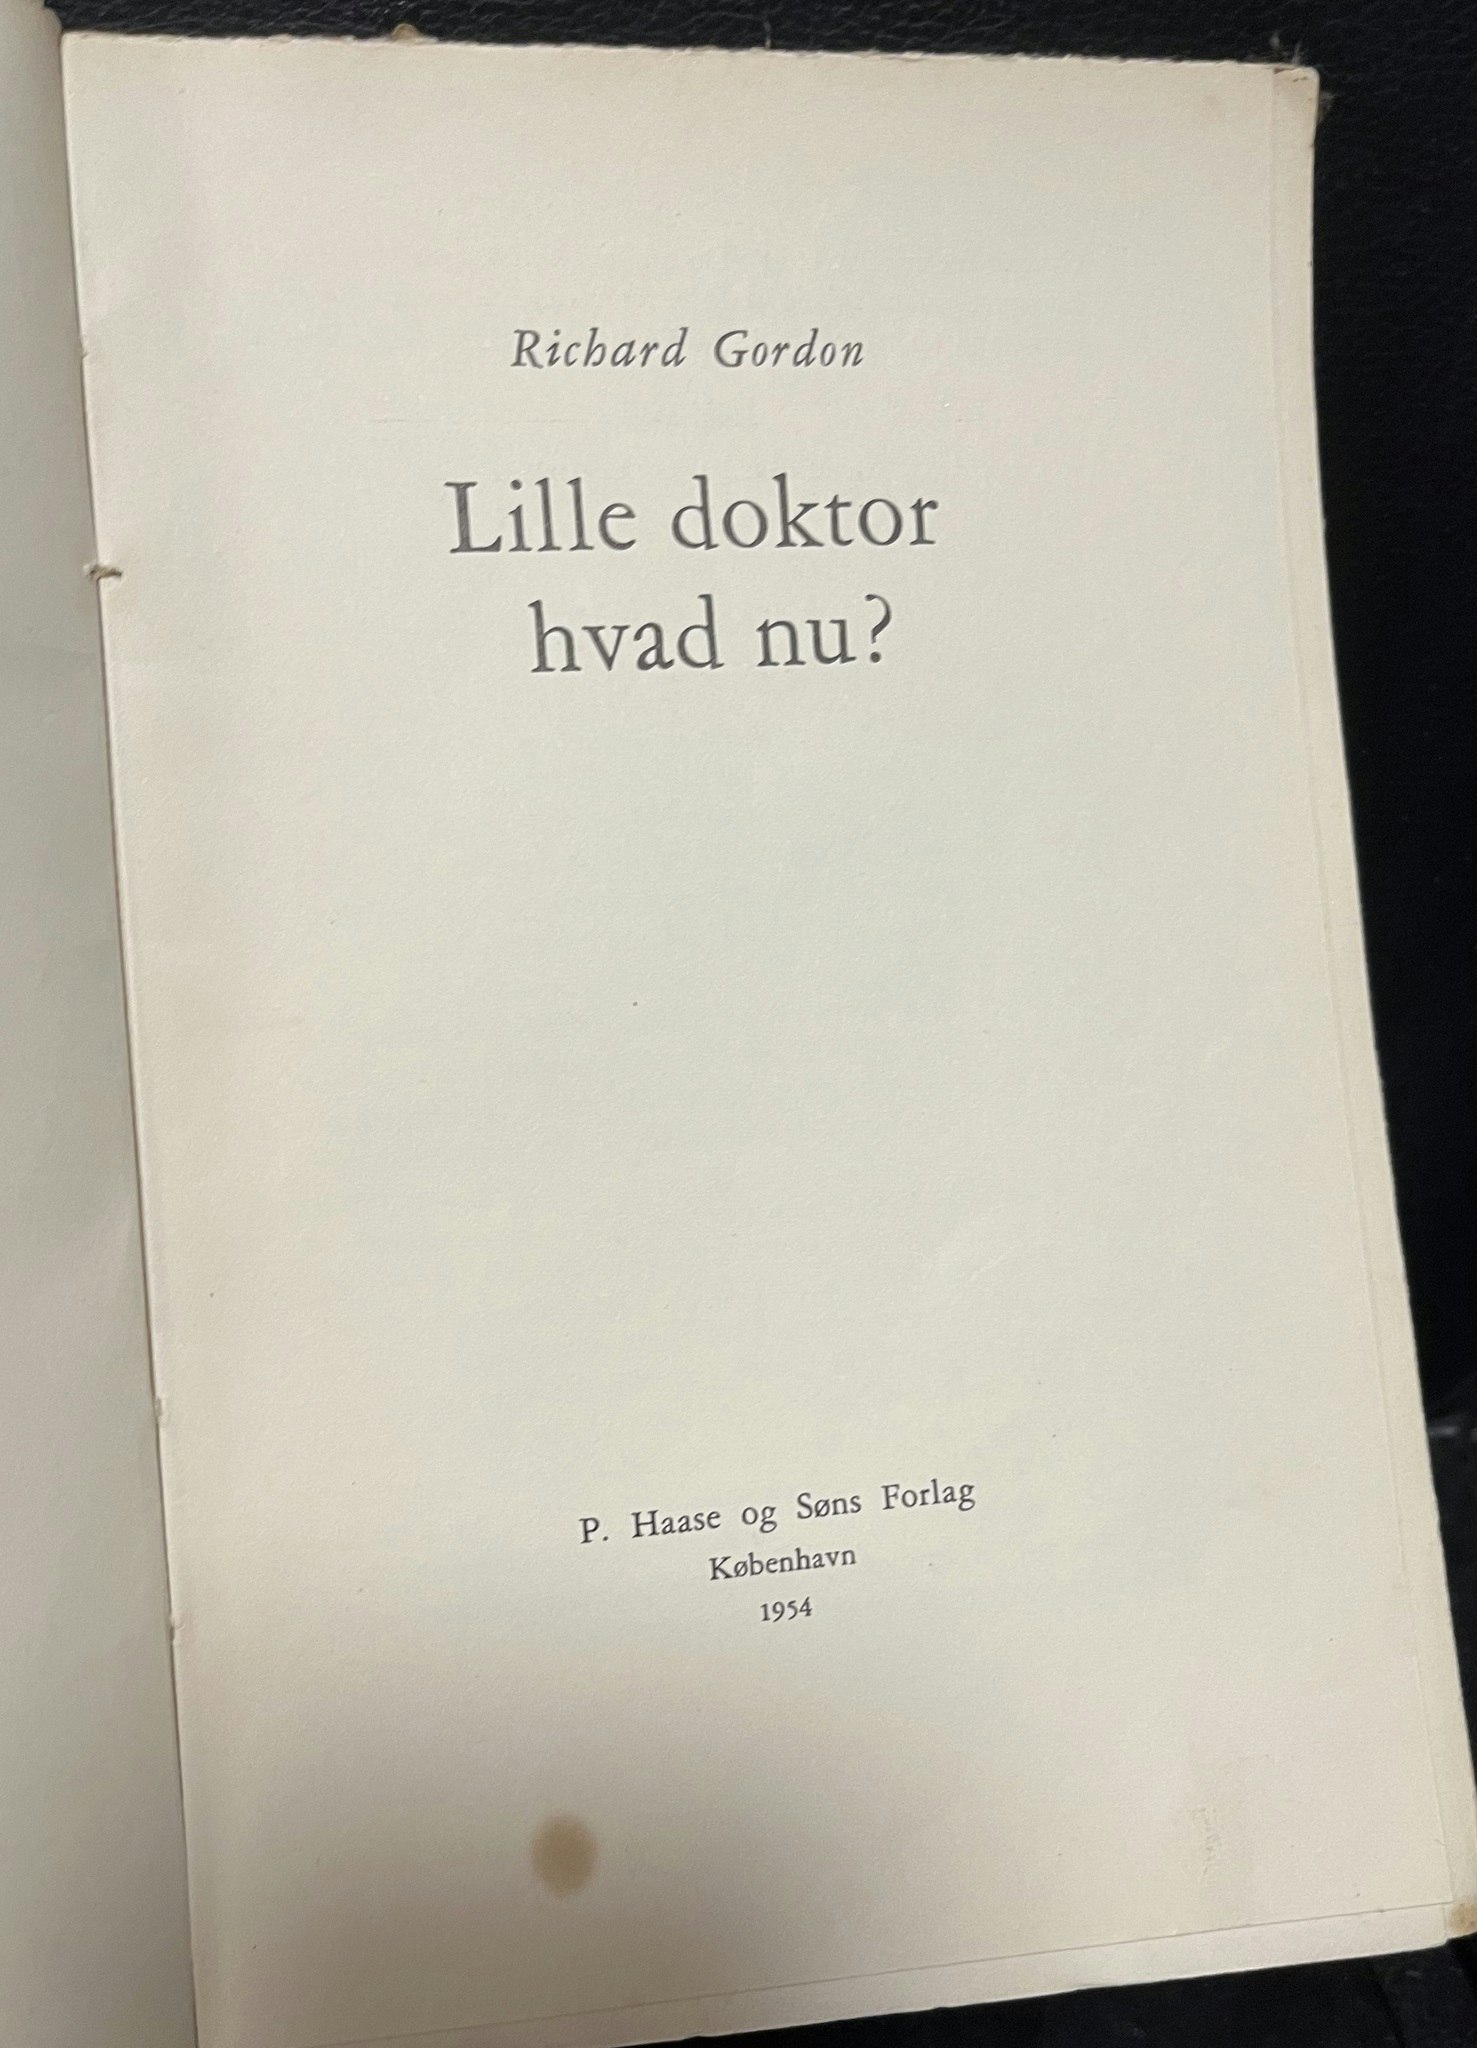 Richard Gordon
Lille doktor
hvad nu?
P. Haase og Søns Forlag
København
1954